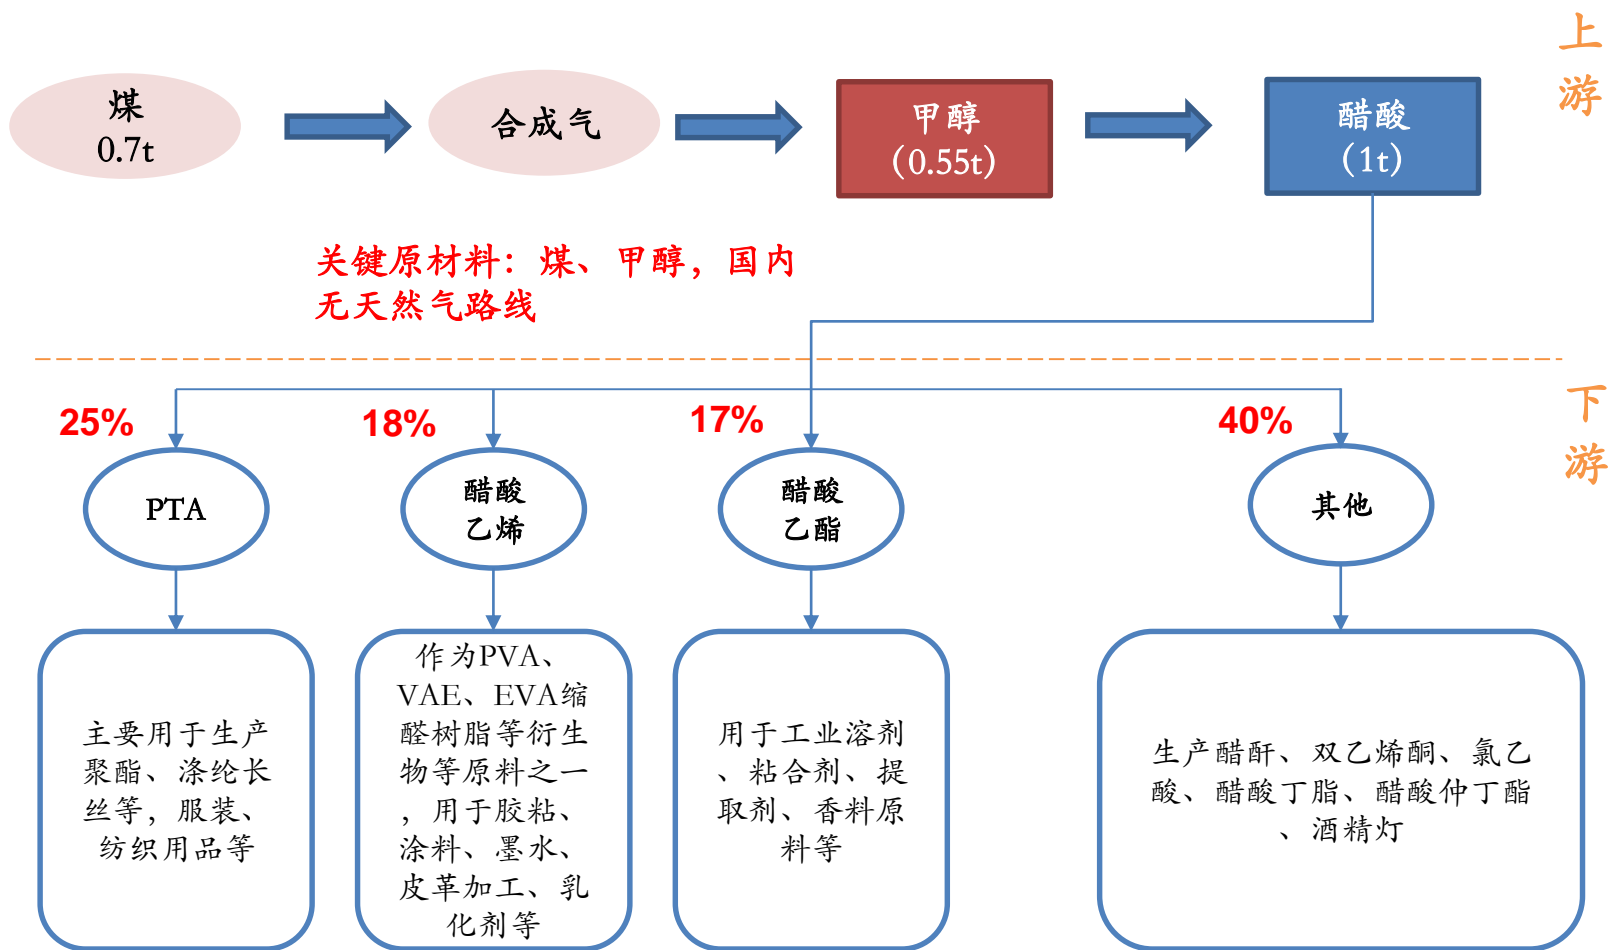 上
游
煤
0.7t
合成气
甲醇
(0.55t)
醋酸
(1t)
关键原材料：煤、甲醇，国内
无天然气路线
下
游
25%
18%
17%
40%
PTA
醋酸
乙烯
醋酸
乙酯
其他
主要用于生产
聚酯、涤纶长
丝等，服装、
纺织用品等
作为PVA、
VAE、EVA缩
醛树脂等衍生
物等原料之一
，用于胶粘、
涂料、墨水、
皮革加工、乳
化剂等
用于工业溶剂
、粘合剂、提
取剂、香料原
料等
生产醋酐、双乙烯酮、氯乙
酸、醋酸丁脂、醋酸仲丁酯
、酒精灯